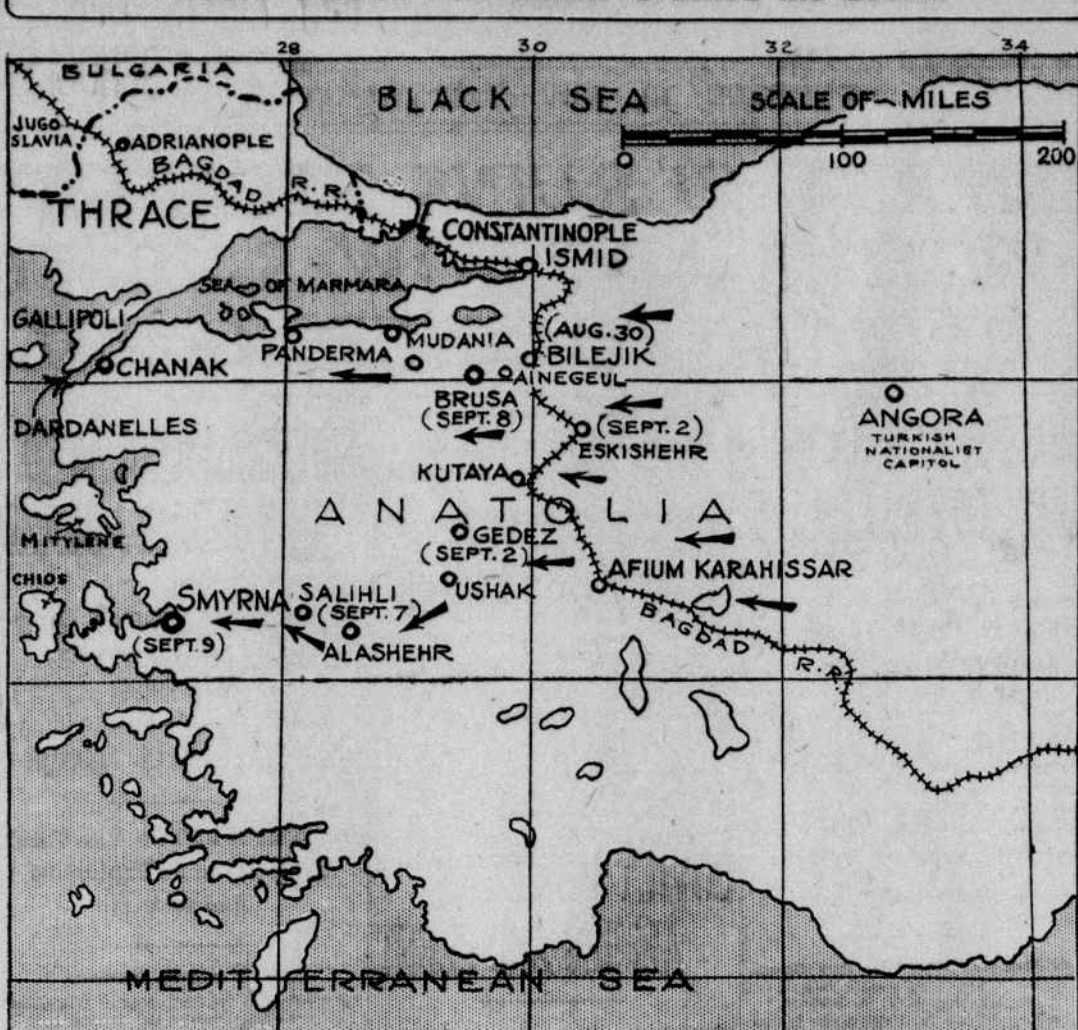 28 30 32 34
BULGARIA
BLACK SEA
SCALE OF MILES
0 100 200
JUGO
SLAVIA
ADRIANOPLE
BAGDAD R.R.
THRACE
CONSTANTINOPLE
ISMID
SEA OF MARMARA
GALLIPOLI
(AUG.30)
MUDANIA
PANDERMA
BILEJIK
CHANAK
AINEGEUL
BRUSA
(SEPT. 8)
ANGORA
TURKISH
NATIONALIST
CAPITOL
DARDANELLES
(SEPT. 2)
ESKISHEHR
KUTAYA
ANATOLIA
MITYLENE
GEDEZ
(SEPT. 2)
AFIUM KARAHISSAR
CHIOS
USHAK
SALIHLI
SMYRNA
(SEPT. 7)
BAGDAD R.R.
(SEPT. 9)
ALASHEHR
MEDITERRANEAN SEA